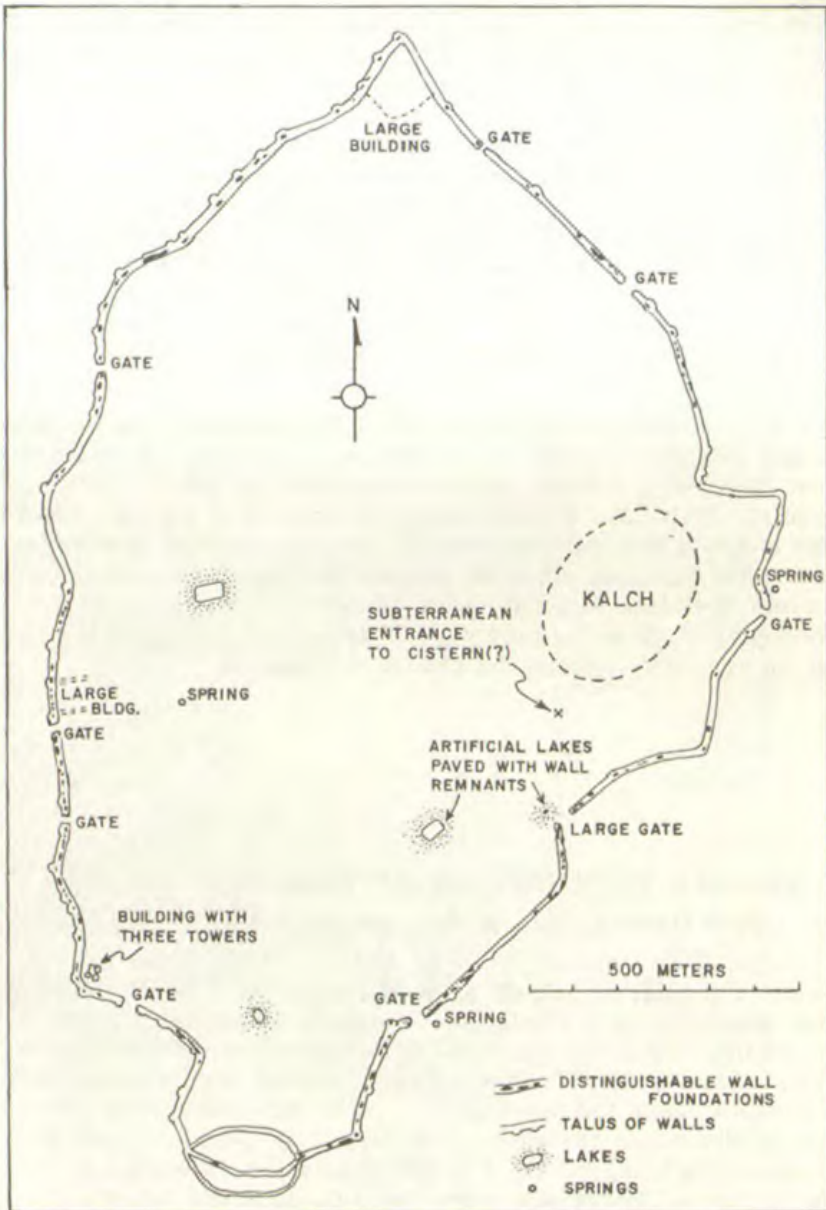 LARGE
BUILDING
GATE
GATE
N
GATE
SPRING
KALCH
SUBTERRANEAN
ENTRANCE
TO CISTERN(?)
GATE
LARGE
BLDG.
SPRING
GATE
ARTIFICIAL LAKES
PAVED WITH WALL
REMNANTS
GATE
LARGE GATE
BUILDING WITH
THREE TOWERS
500 METERS
GATE
GATE
SPRING
DISTINGUISHABLE WALL
FOUNDATIONS
TALUS OF WALLS
LAKES
SPRINGS